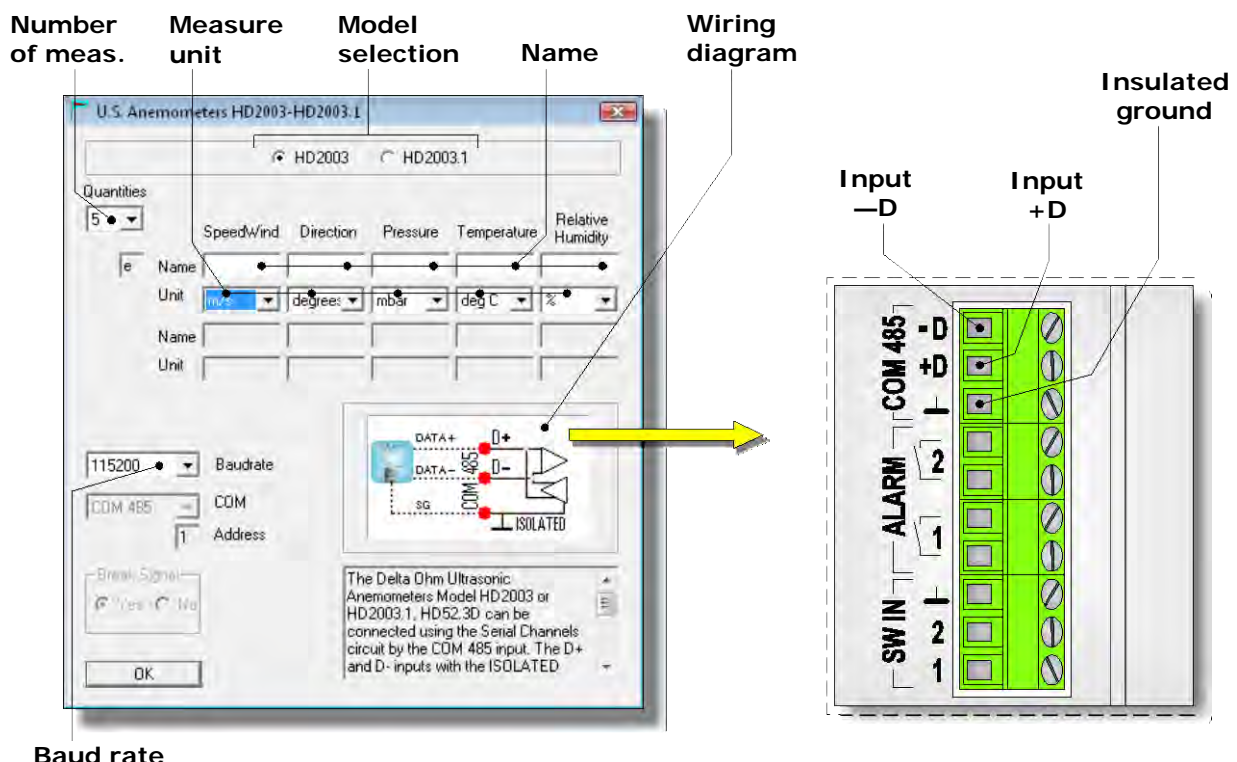 Number
of meas.
Measure
unit
Model
selection
Name
Wiring
diagram
Insulated
ground
U.S. Anemometers HD2003-HD2003.1
HD2003
HD2003.1
Quantities
5
SpeedWind
Direction
Pressure
Temperature
Relative
Humidity
e
Name
Unit
m/s
degrees
mbar
deg C
%
Name
Unit
115200
Baudrate
COM 485
COM
1
Address
Break Signal
Yes
No
OK
DATA+
D+
DATA-
D-
SG
COM 485
ISOLATED
The Delta Ohm Ultrasonic
Anemometers Model HD2003 or
HD2003.1, HD52.3D can be
connected using the Serial Channels
circuit by the COM 485 input. The D+
and D- inputs with the ISOLATED
Baud rate
Input
—D
Input
+D
COM 485
-D
+D
ALARM
2
1
SW IN
2
1